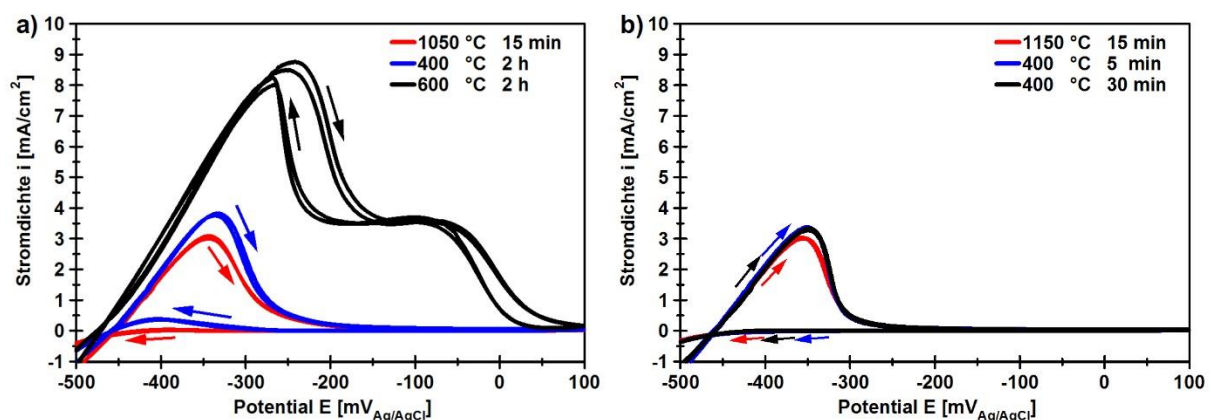 a)
1050 °C 15 min
400 °C 2 h
600 °C 2 h
Stromdichte i [mA/cm²]
10
9
8
7
6
5
4
3
2
1
0
-1
-500 -400 -300 -200 -100 0 100
Potential E [mV_Ag/AgCl]
b)
1150 °C 15 min
400 °C 5 min
400 °C 30 min
Stromdichte i [mA/cm²]
10
9
8
7
6
5
4
3
2
1
0
-1
-500 -400 -300 -200 -100 0 100
Potential E [mV_Ag/AgCl]